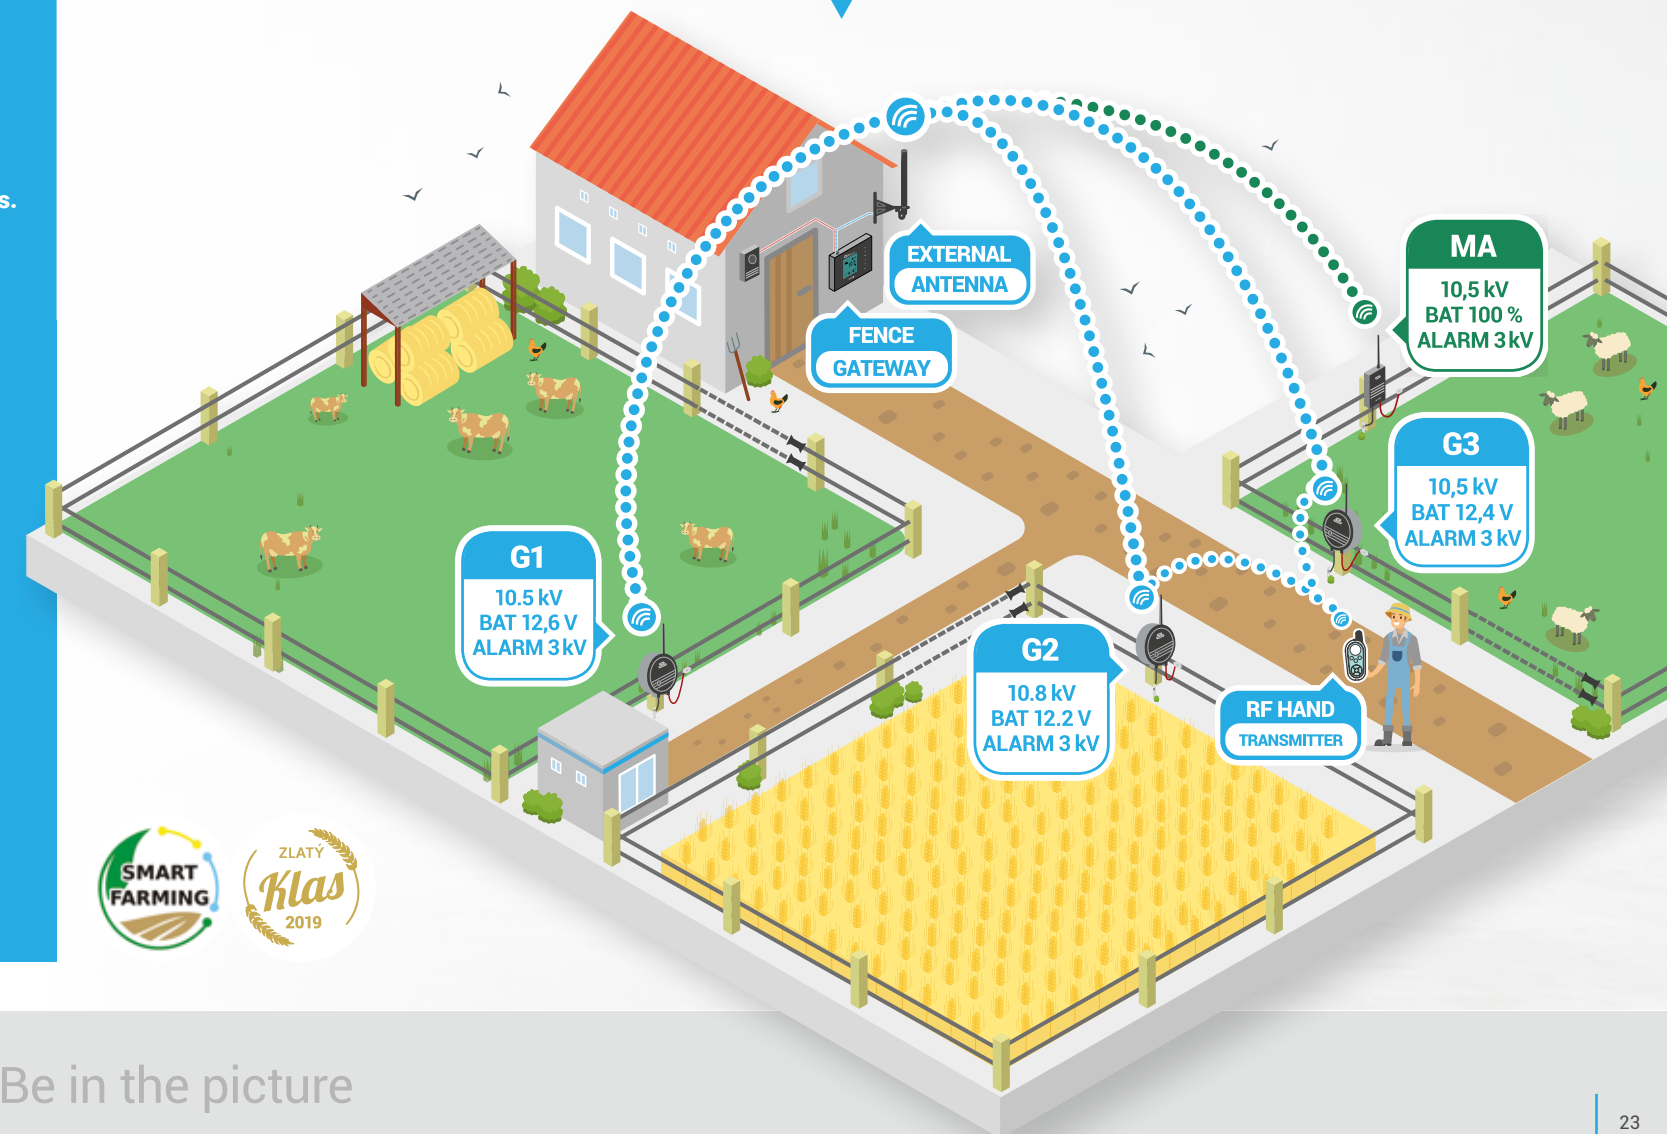 s.
EXTERNAL
ANTENNA
FENCE
GATEWAY
MA
10,5 kV
BAT 100 %
ALARM 3 kV
G3
10,5 kV
BAT 12,4 V
ALARM 3 kV
G1
10.5 kV
BAT 12,6 V
ALARM 3 kV
G2
10.8 kV
BAT 12.2 V
ALARM 3 kV
RF HAND
TRANSMITTER
SMART
FARMING
ZLATÝ
Klas
2019
Be in the picture
23